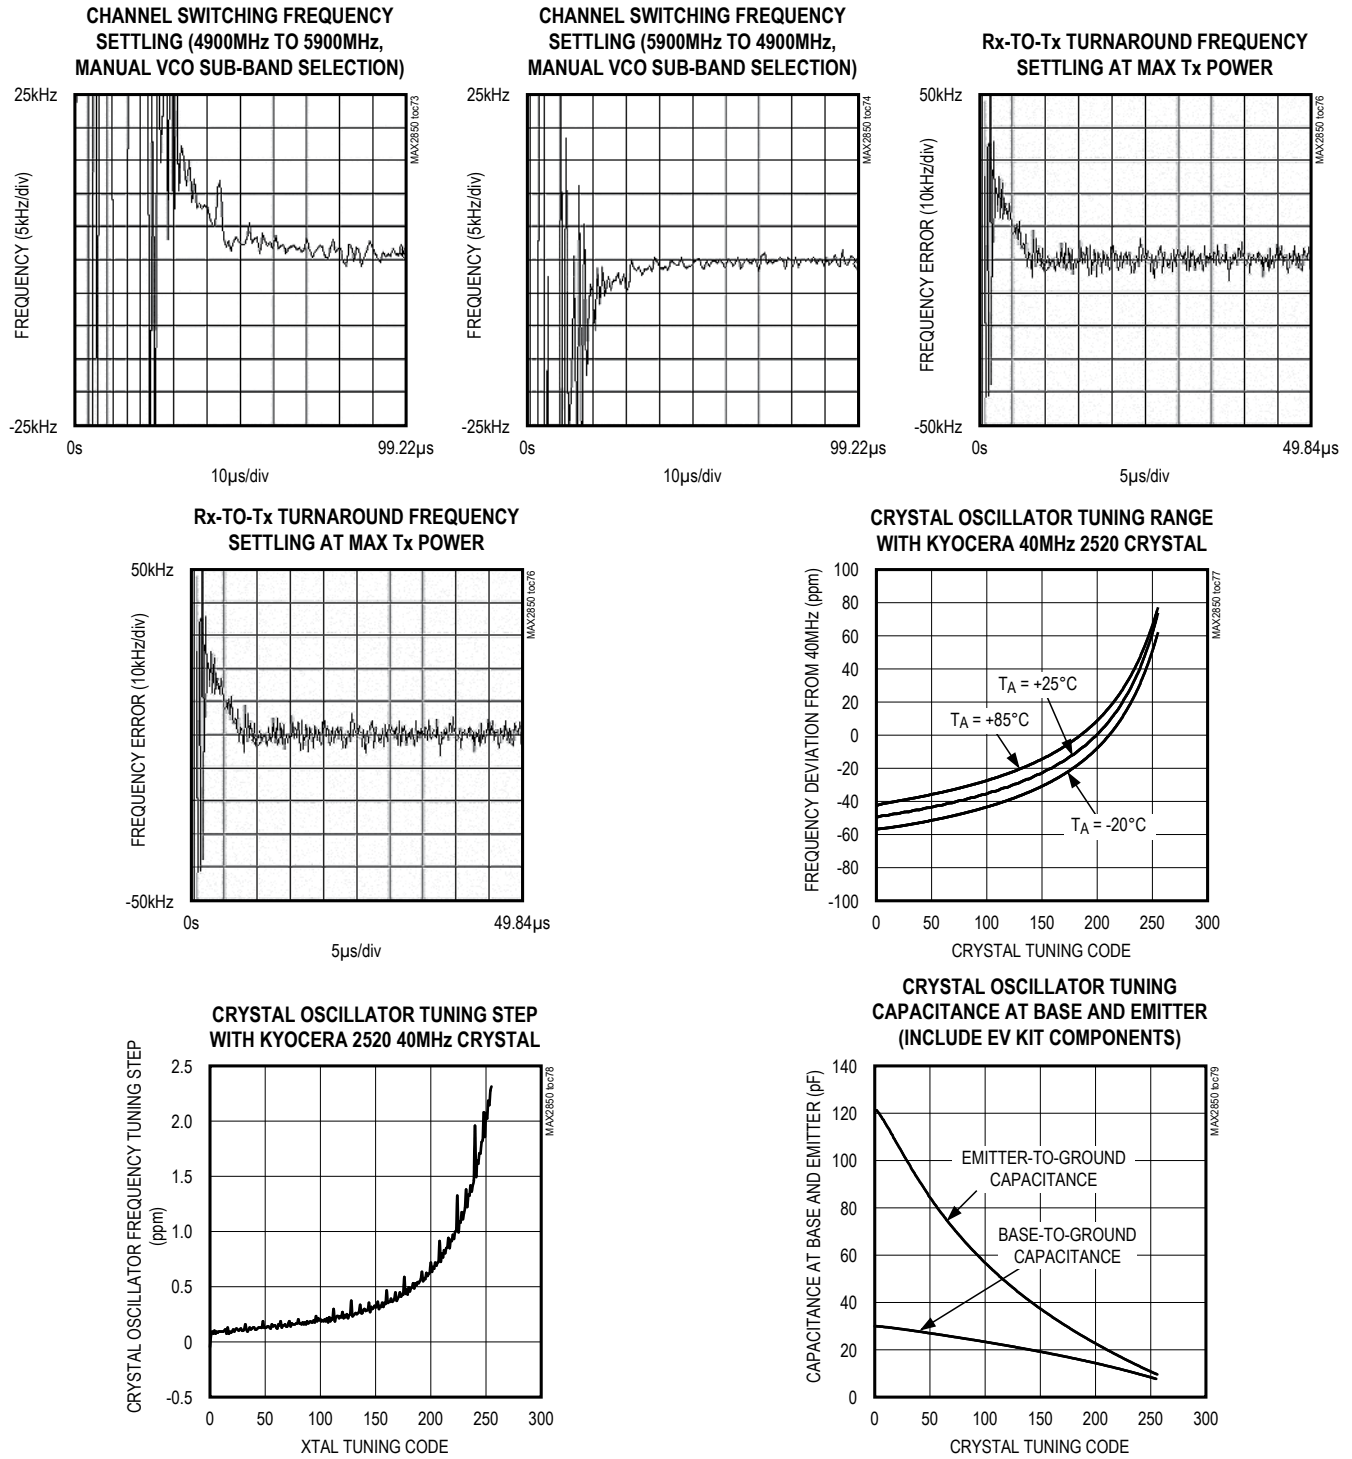 CHANNEL SWITCHING FREQUENCY
SETTLING (4900MHz TO 5900MHz,
MANUAL VCO SUB-BAND SELECTION)
25kHz
-25kHz
FREQUENCY (5kHz/div)
0s
99.22µs
10µs/div
MAX2850 toc73
CHANNEL SWITCHING FREQUENCY
SETTLING (5900MHz TO 4900MHz,
MANUAL VCO SUB-BAND SELECTION)
25kHz
-25kHz
FREQUENCY (5kHz/div)
0s
99.22µs
10µs/div
MAX2850 toc74
Rx-TO-Tx TURNAROUND FREQUENCY
SETTLING AT MAX Tx POWER
50kHz
-50kHz
FREQUENCY ERROR (10kHz/div)
0s
49.84µs
5µs/div
MAX2850 toc76
Rx-TO-Tx TURNAROUND FREQUENCY
SETTLING AT MAX Tx POWER
50kHz
-50kHz
FREQUENCY ERROR (10kHz/div)
0s
49.84µs
5µs/div
MAX2850 toc76
CRYSTAL OSCILLATOR TUNING RANGE
WITH KYOCERA 40MHz 2520 CRYSTAL
FREQUENCY DEVIATION FROM 40MHz (ppm)
100
80
60
40
20
0
-20
-40
-60
-80
-100
TA = +25°C
TA = +85°C
TA = -20°C
0 50 100 150 200 250 300
CRYSTAL TUNING CODE
MAX2850 toc77
CRYSTAL OSCILLATOR TUNING STEP
WITH KYOCERA 2520 40MHz CRYSTAL
CRYSTAL OSCILLATOR FREQUENCY TUNING STEP
(ppm)
2.5
2.0
1.5
1.0
0.5
0
-0.5
0 50 100 150 200 250 300
XTAL TUNING CODE
MAX2850 toc78
CRYSTAL OSCILLATOR TUNING
CAPACITANCE AT BASE AND EMITTER
(INCLUDE EV KIT COMPONENTS)
CAPACITANCE AT BASE AND EMITTER (pF)
140
120
100
80
60
40
20
0
EMITTER-TO-GROUND
CAPACITANCE
BASE-TO-GROUND
CAPACITANCE
0 50 100 150 200 250 300
CRYSTAL TUNING CODE
MAX2850 toc79